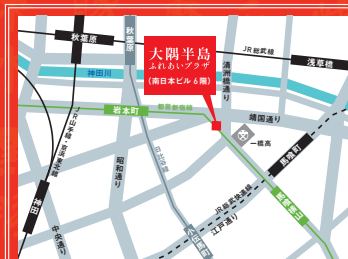 秋葉原
秋葉原
大隅半島
ふれあいプラザ
(南日本ビル6階)
JR総武線
浅草橋
神田川
清洲橋通り
岩本町
都営新宿線
靖国通り
一橋高
馬喰町
JR山手線・京浜東北線
昭和通り
日比谷線
神田
中央通り
小伝馬町
JR総武快速線
江戸通り
馬喰横山